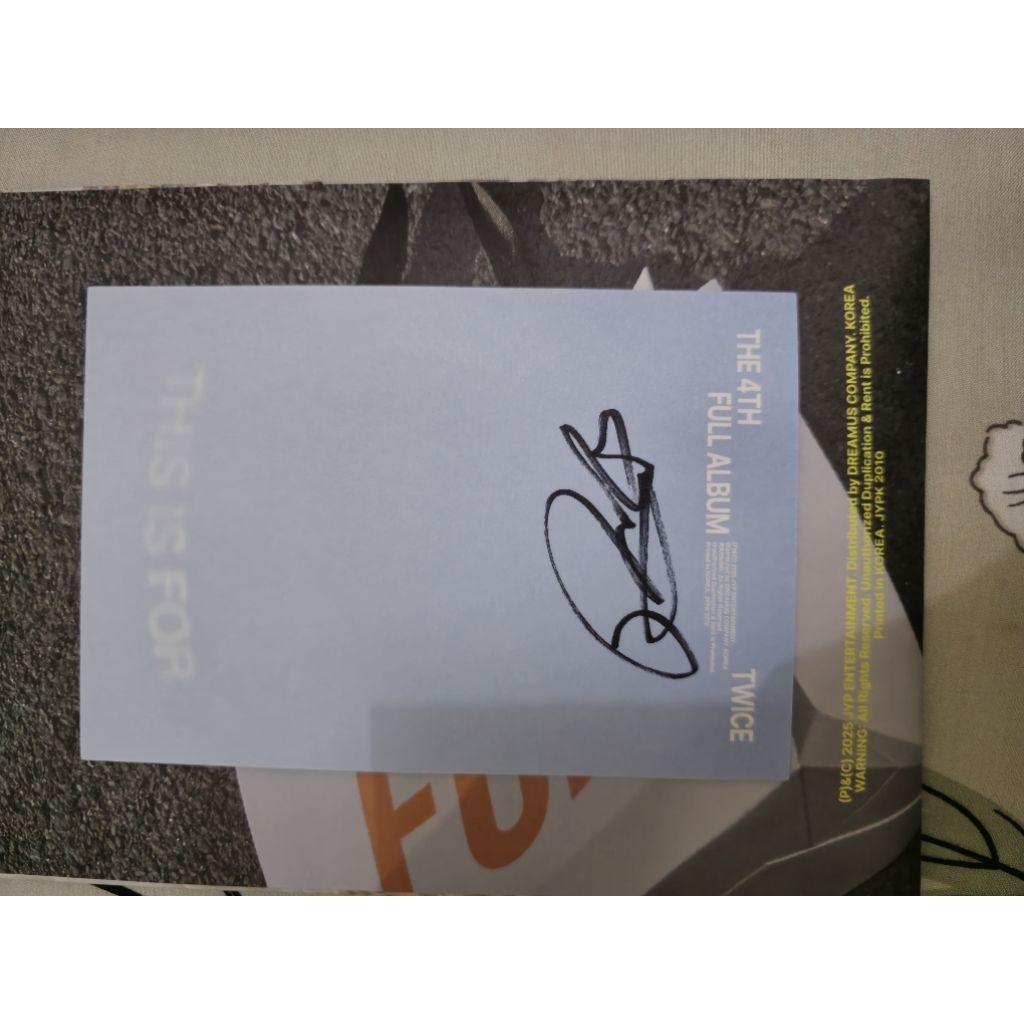 THE 4TH
FULL ALBUM
TWICE
THIS IS FOR
(P)&(C) 2025 JYP ENTERTAINMENT. Distributed by DREAMUS COMPANY. KOREA
WARNING: All Rights Reserved. Unauthorized Duplication & Rent is Prohibited.
Printed in KOREA. JYPK 2010